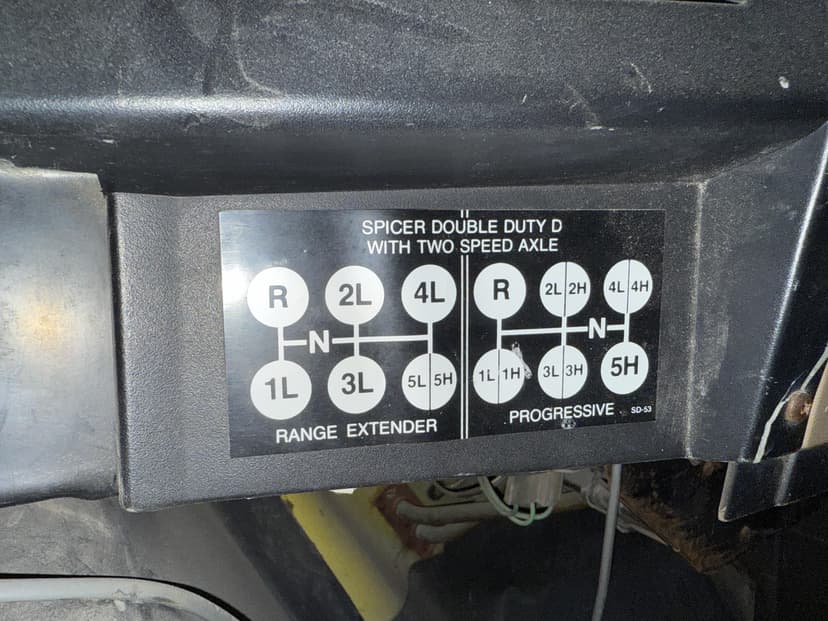 SPICER DOUBLE DUTY D
WITH TWO SPEED AXLE
R 2L 4L
N
1L 3L 5L 5H
RANGE EXTENDER
R 2L 2H 4L 4H
N
1L 1H 3L 3H 5H
PROGRESSIVE
SD-53